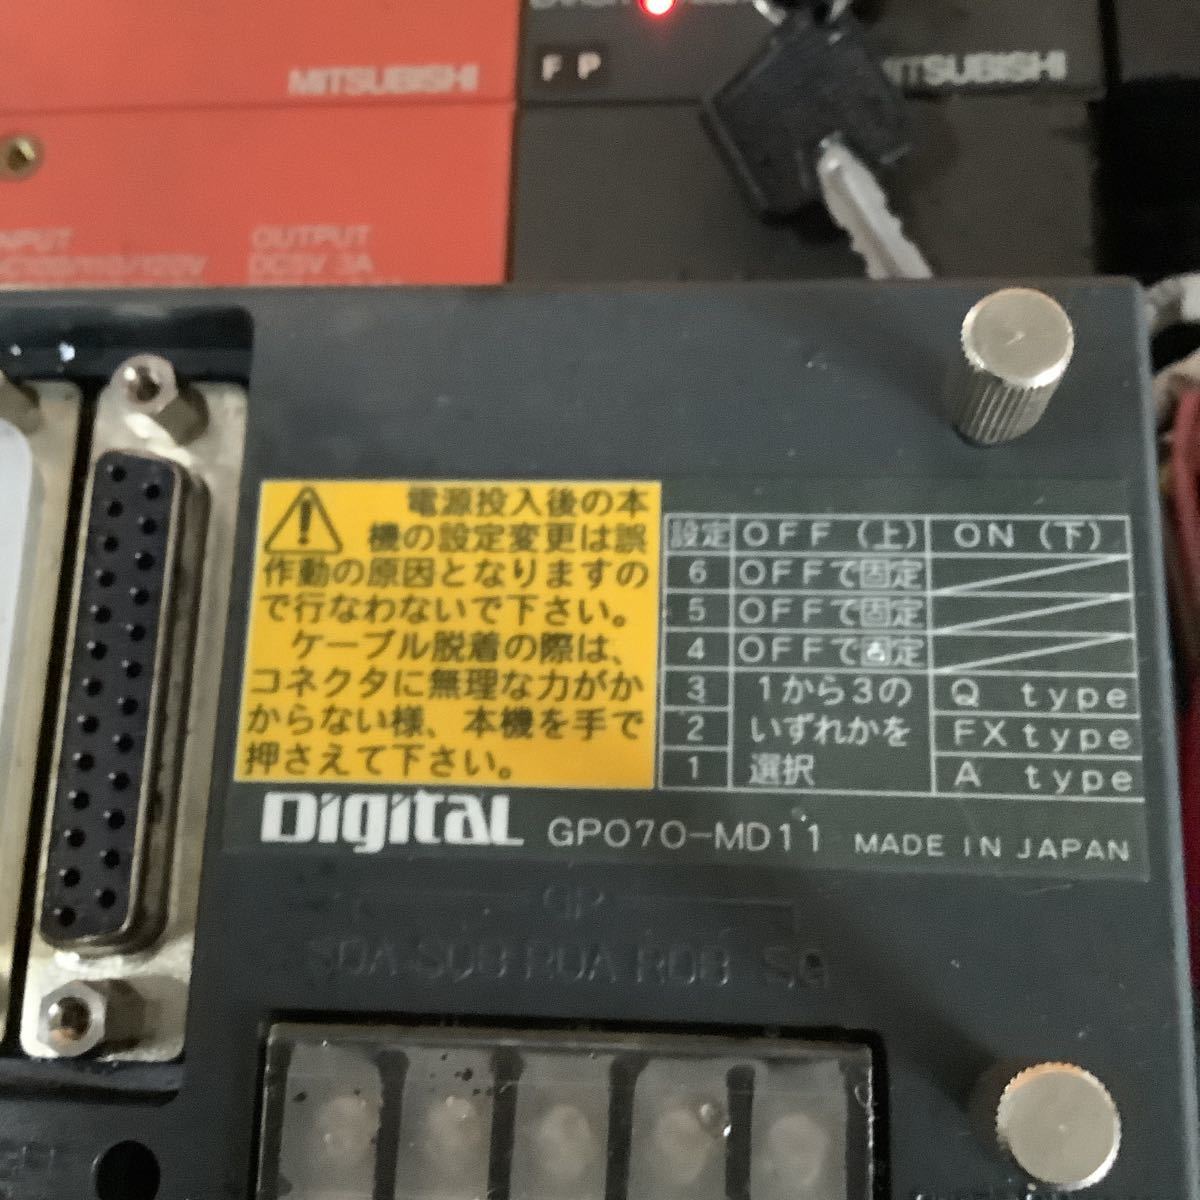 MITSUBISHI
F P
MITSUBISHI
OUTPUT
DC5V 3A
電源投入後の本
機の設定変更は誤
作動の原因となりますの
で行なわないで下さい。
ケーブル脱着の際は、
コネクタに無理な力がか
からない様、本機を手で
押さえて下さい。
設定 OFF(上) ON(下)
6 OFFで固定
5 OFFで固定
4 OFFで固定
3 1から3の Q type
2 いずれかを FX type
1 選択 A type
Digital GP070-MD11 MADE IN JAPAN
GP
SDA SDB RDA RDB SG